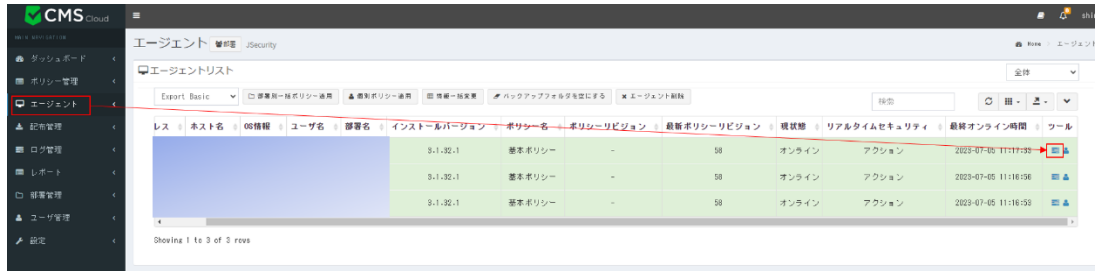 CMS Cloud
shi
MAIN NAVIGATION
ダッシュボード
ポリシー管理
エージェント
配布管理
ログ管理
レポート
部署管理
ユーザ管理
設定
エージェント 部署 JSecurity
Home > エージェント
エージェントリスト
全体
Export Basic 部署別一括ポリシー適用 個別ポリシー適用 情報一括変更 バックアップフォルダを空にする エージェント削除
検索
レス ホスト名 OS情報 ユーザ名 部署名 インストールバージョン ポリシー名 ポリシーリビジョン 最新ポリシーリビジョン 現状態 リアルタイムセキュリティ 最終オンライン時間 ツール
3.1.32.1 基本ポリシー - 58 オンライン アクション 2023-07-05 11:17:33
3.1.32.1 基本ポリシー - 58 オンライン アクション 2023-07-05 11:16:56
3.1.32.1 基本ポリシー - 58 オンライン アクション 2023-07-05 11:16:53
Showing 1 to 3 of 3 rows